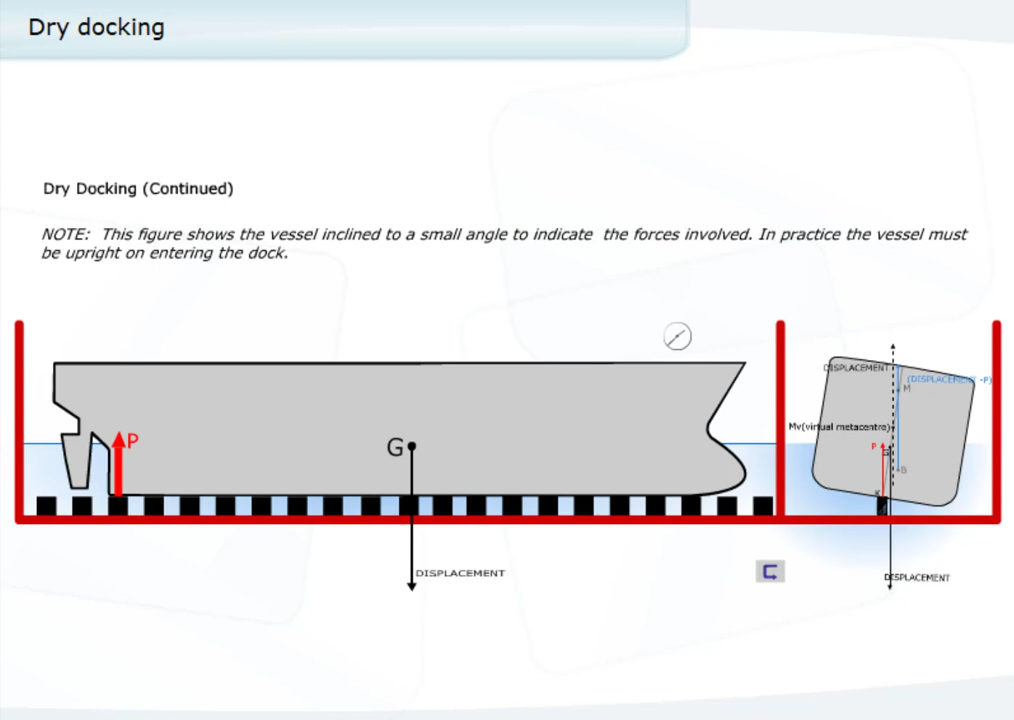 Dry docking
Dry Docking (Continued)
NOTE: This figure shows the vessel inclined to a small angle to indicate the forces involved. In practice the vessel must
be upright on entering the dock.
P
G
DISPLACEMENT
DISPLACEMENT
(DISPLACEMENT -P)
M
Mv(virtual metacentre)
P
G
B
K
DISPLACEMENT